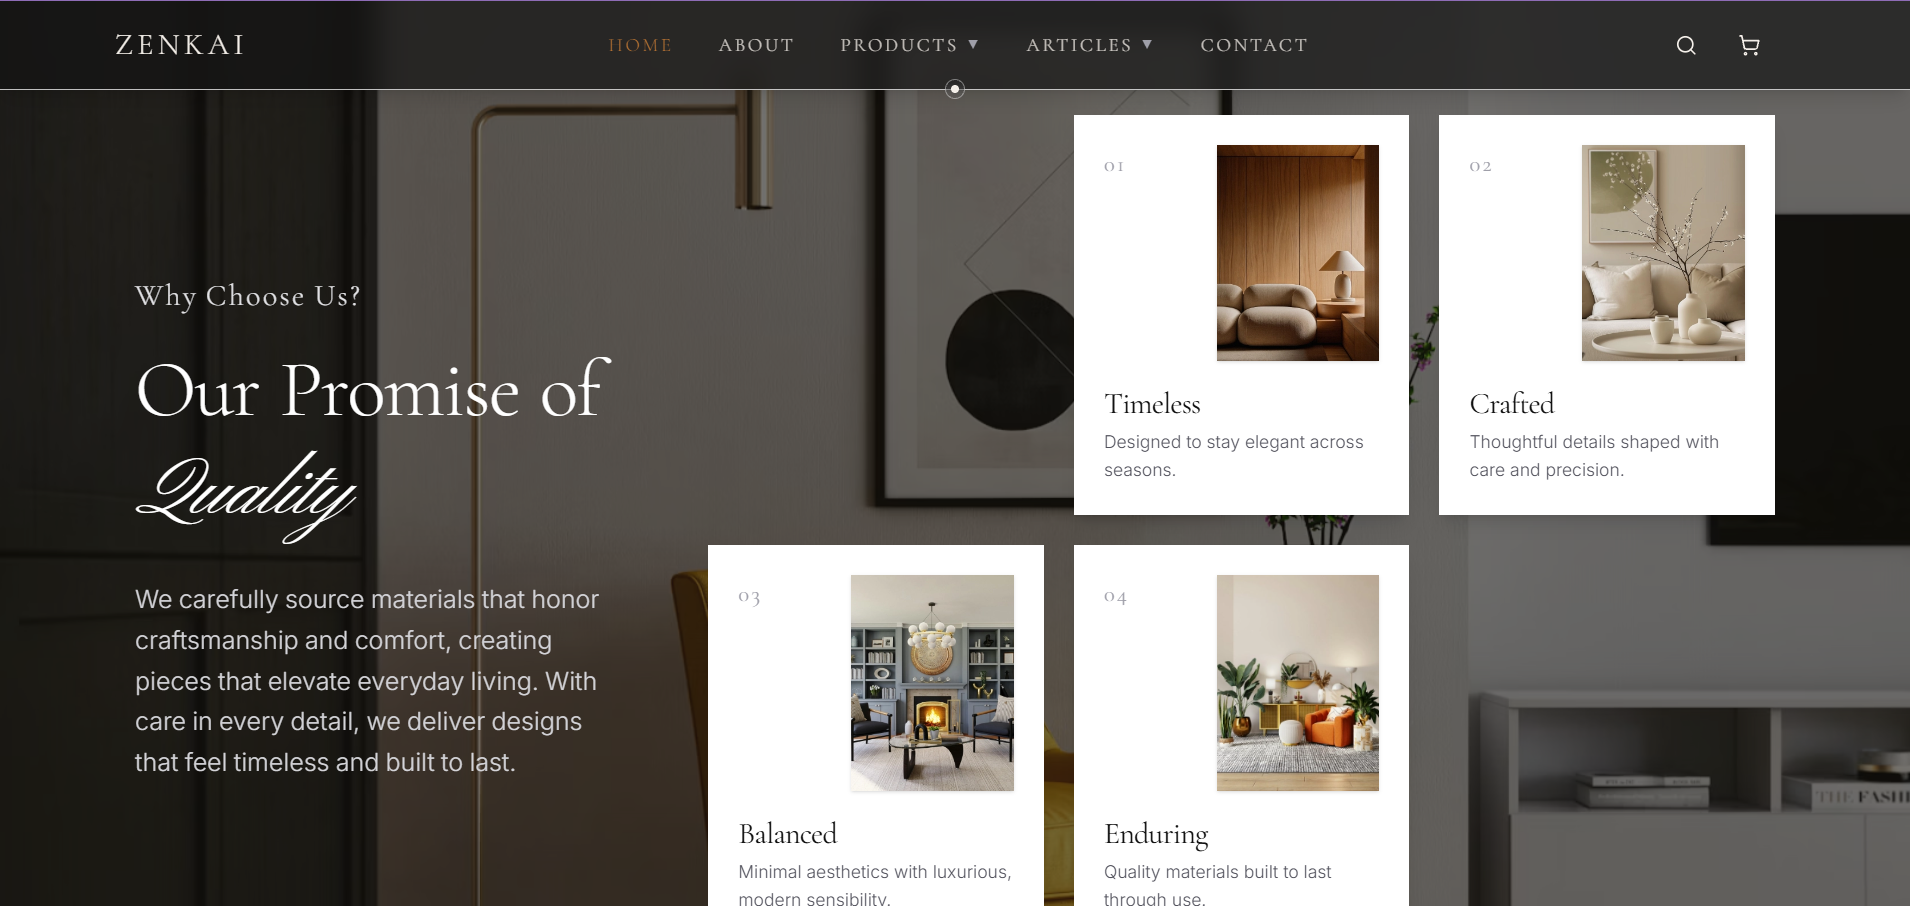 ZENKAI
HOME
ABOUT
PRODUCTS ▼
ARTICLES ▼
CONTACT
Why Choose Us?
Our Promise of
Quality
We carefully source materials that honor
craftsmanship and comfort, creating
pieces that elevate everyday living. With
care in every detail, we deliver designs
that feel timeless and built to last.
01
Timeless
Designed to stay elegant across
seasons.
02
Crafted
Thoughtful details shaped with
care and precision.
03
Balanced
Minimal aesthetics with luxurious,
modern sensibility.
04
Enduring
Quality materials built to last
through use.
THE